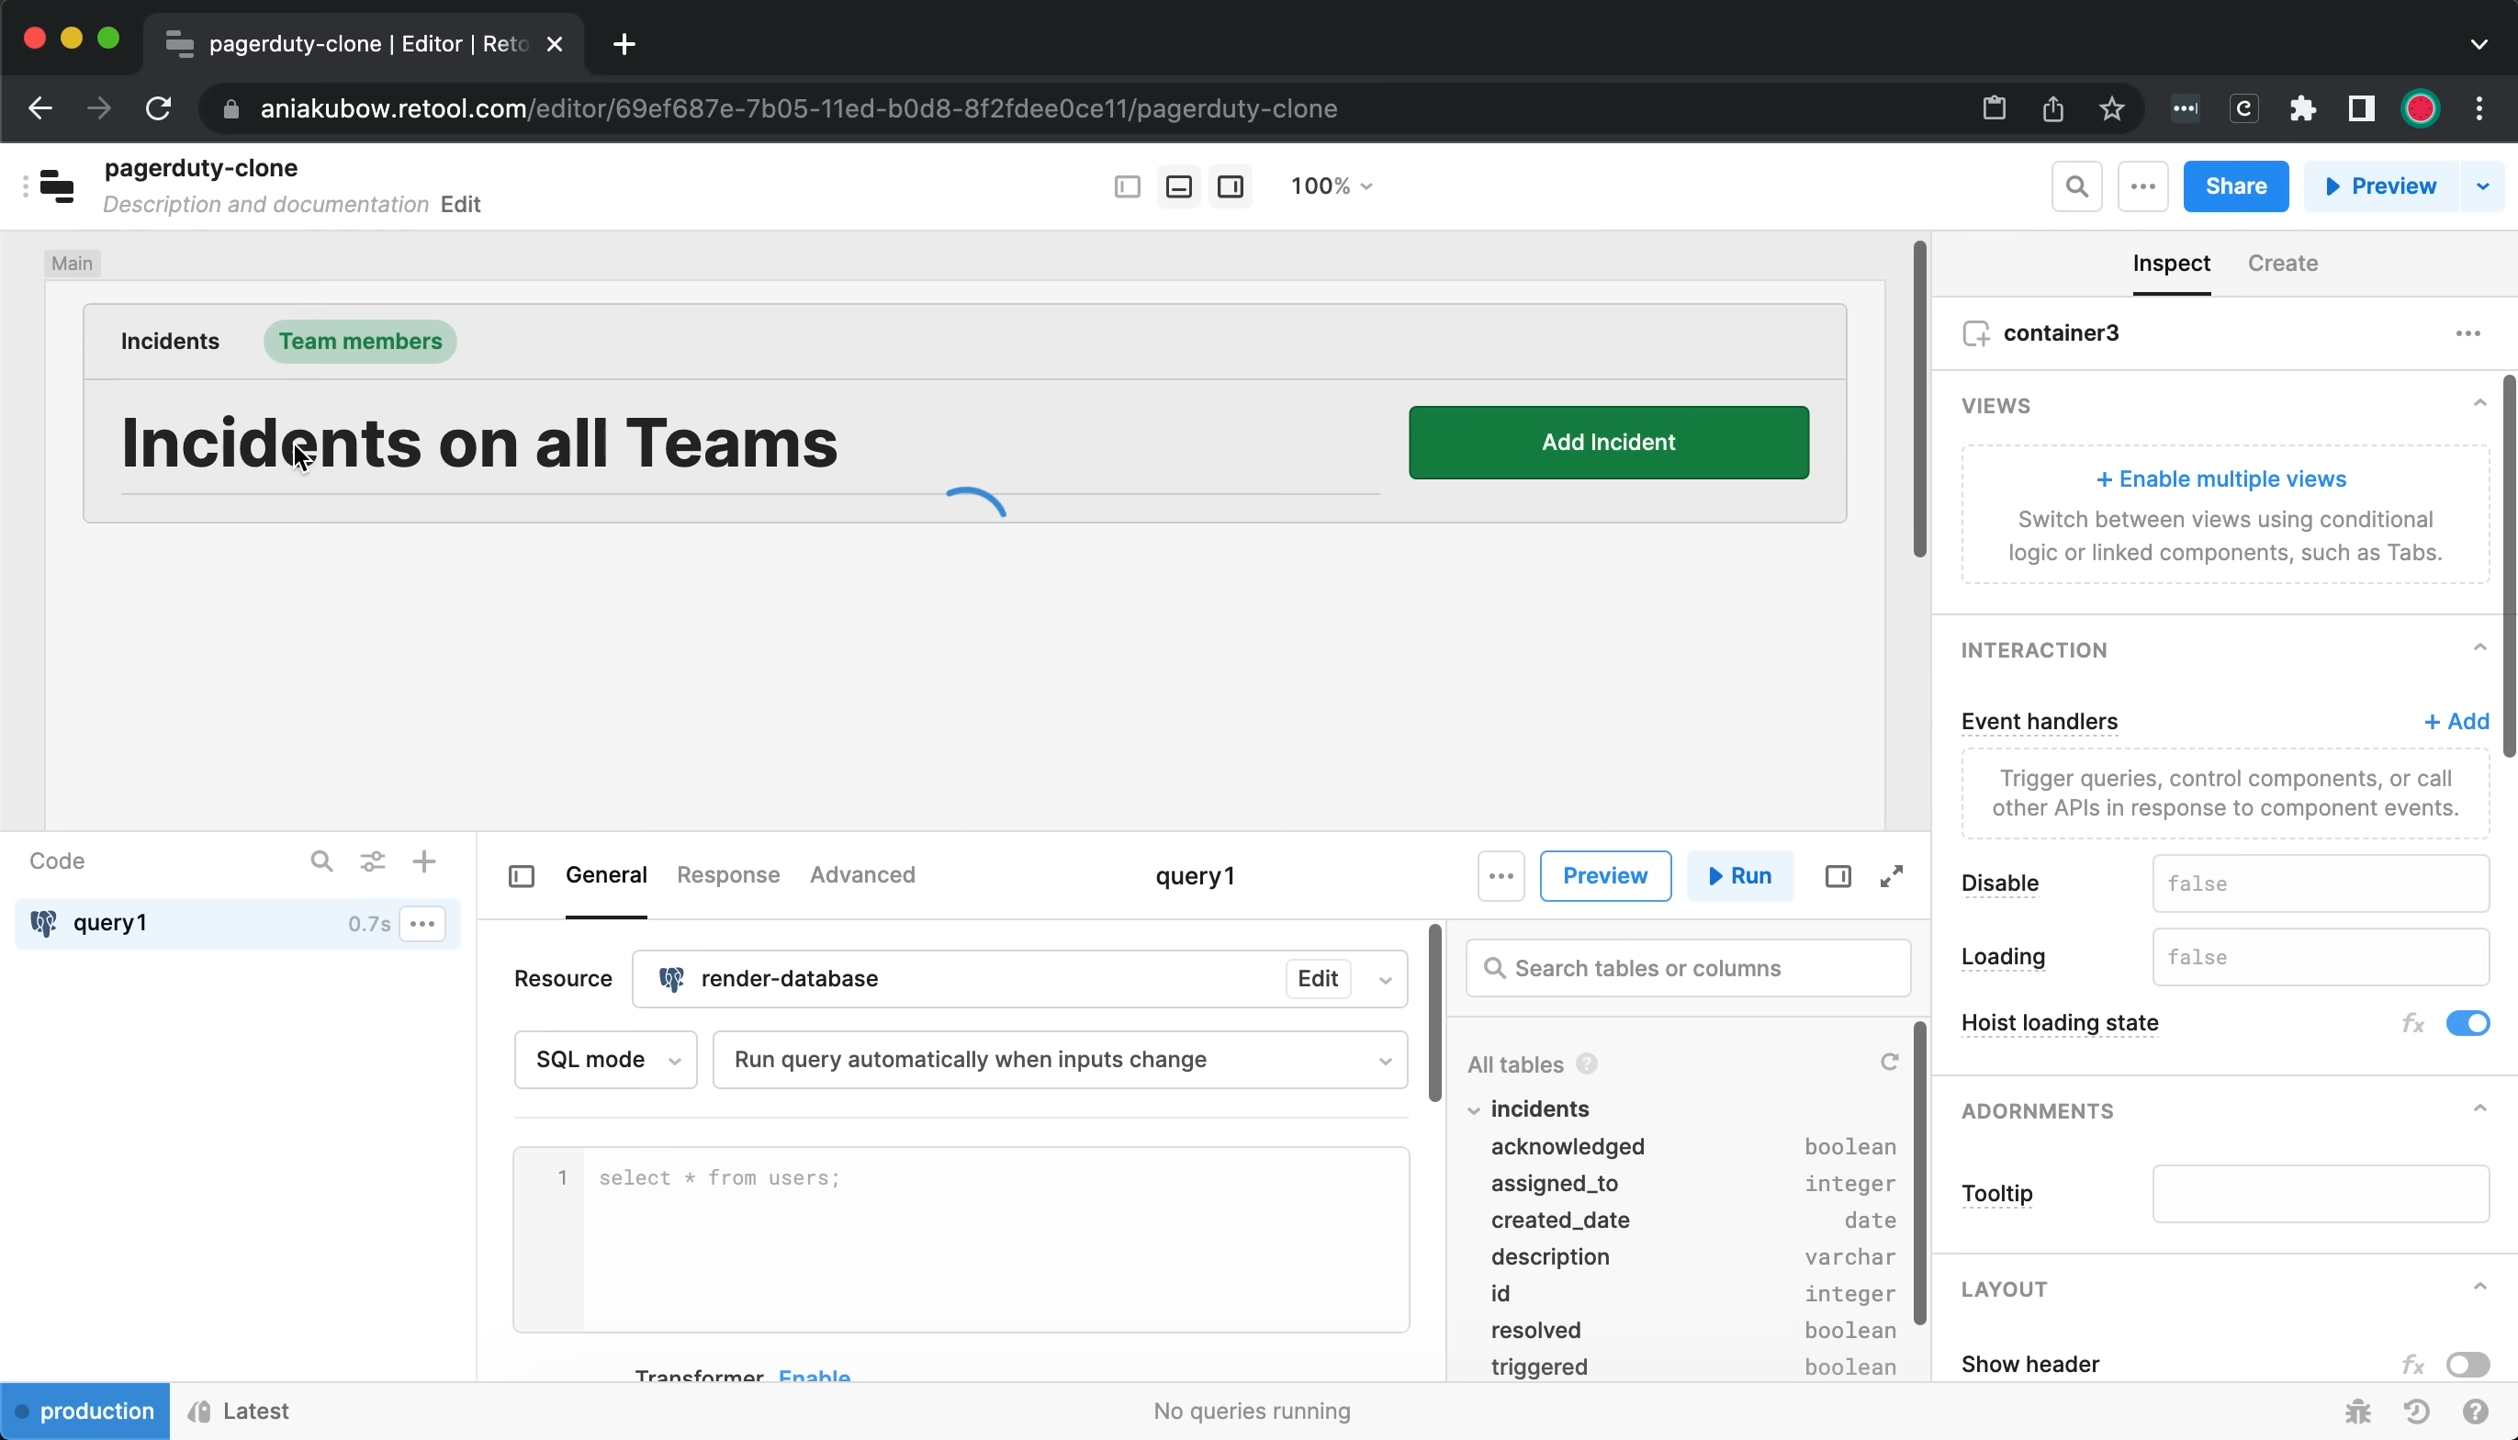 pagerduty-clone | Editor | Reto
aniakubow.retool.com/editor/69ef687e-7b05-11ed-b0d8-8f2fdee0ce11/pagerduty-clone
pagerduty-clone
Description and documentation Edit
100%
Share
Preview
Main
Incidents Team members
Incidents on all Teams
Add Incident
Inspect Create
container3
VIEWS
+ Enable multiple views
Switch between views using conditional
logic or linked components, such as Tabs.
INTERACTION
Event handlers + Add
Trigger queries, control components, or call
other APIs in response to component events.
Disable false
Loading false
Hoist loading state fx
ADORNMENTS
Tooltip
LAYOUT
Show header fx
Code
query1 0.7s
General Response Advanced query1 Preview Run
Resource render-database Edit
SQL mode Run query automatically when inputs change
1 select * from users;
Transformer Enable
Search tables or columns
All tables ?
incidents
acknowledged boolean
assigned_to integer
created_date date
description varchar
id integer
resolved boolean
triggered boolean
production Latest No queries running